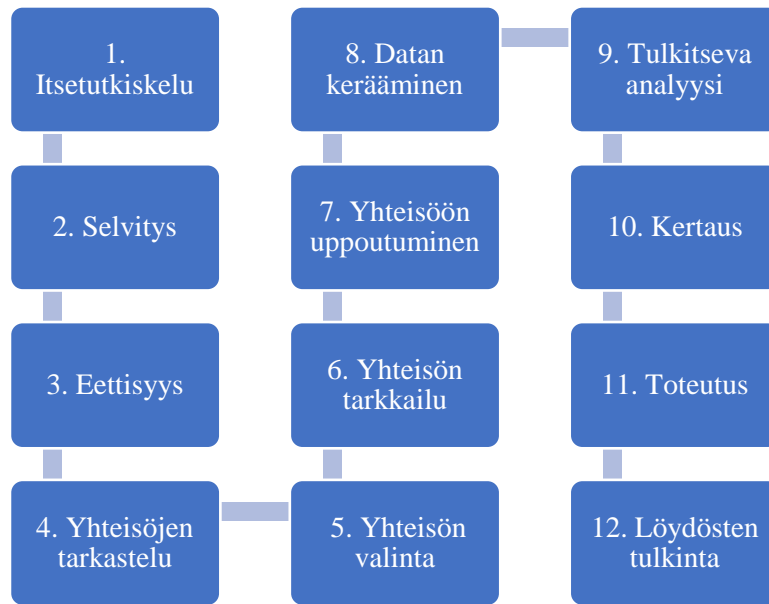 1.
Itsetutkiskelu
2. Selvitys
3. Eettisyys
4. Yhteisöjen
tarkastelu
5. Yhteisön
valinta
6. Yhteisön
tarkkailu
7. Yhteisöön
uppoutuminen
8. Datan
kerääminen
9. Tulkitseva
analyysi
10. Kertaus
11. Toteutus
12. Löydösten
tulkinta